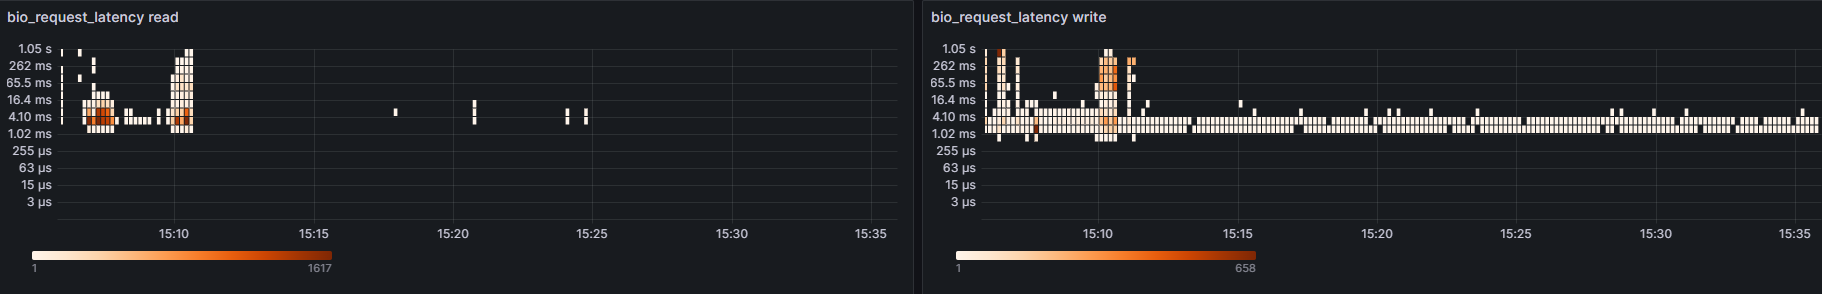 bio_request_latency read
1.05 s
262 ms
65.5 ms
16.4 ms
4.10 ms
1.02 ms
255 µs
63 µs
15 µs
3 µs
15:10 15:15 15:20 15:25 15:30 15:35
1 1617
bio_request_latency write
1.05 s
262 ms
65.5 ms
16.4 ms
4.10 ms
1.02 ms
255 µs
63 µs
15 µs
3 µs
15:10 15:15 15:20 15:25 15:30 15:35
1 658